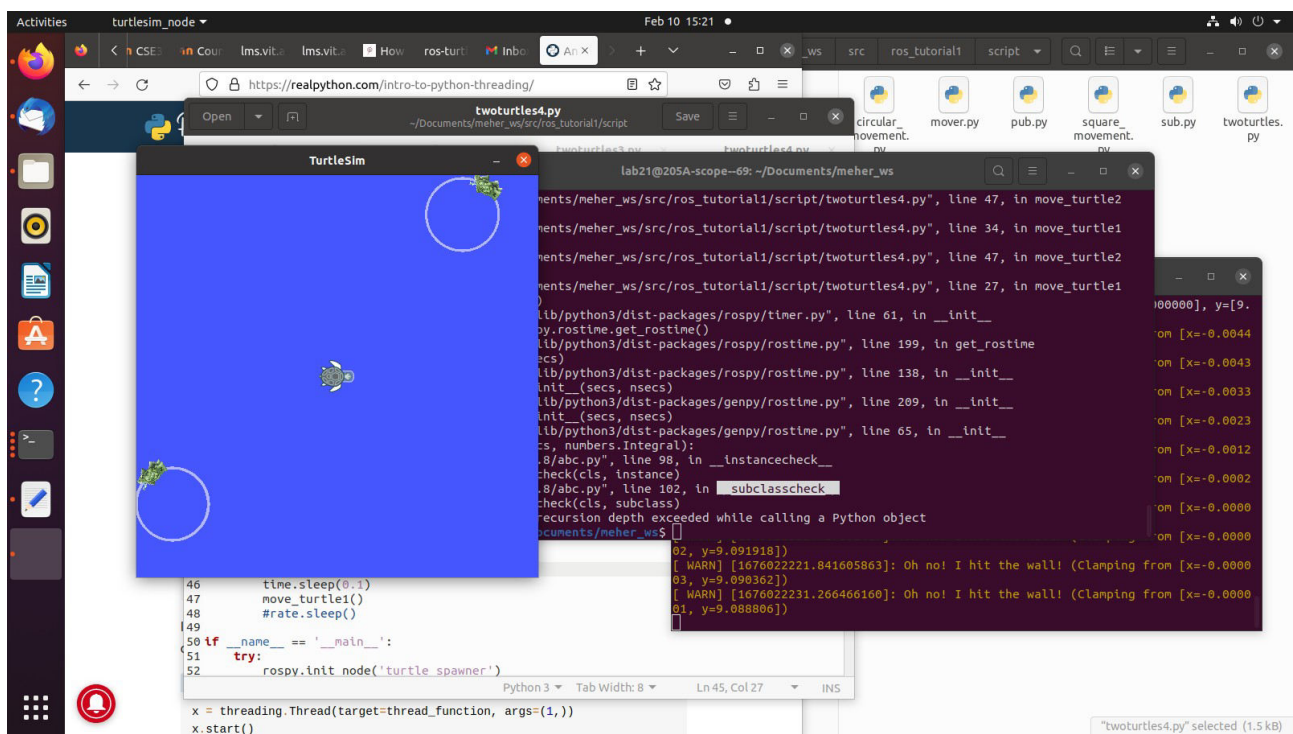 Activities turtlesim_node Feb 10 15:21
n CSE3 an Cour lms.vit.a lms.vit.a How ros-turt Inbo An _ws src ros_tutorial1 script
https://realpython.com/intro-to-python-threading/
Open twoturtles4.py Save
~/Documents/meher_ws/src/ros_tutorial1/script
twoturtles3.py twoturtles4.py
circular_movement.py mover.py pub.py square_movement.py sub.py twoturtles.py
TurtleSim
lab21@205A-scope--69: ~/Documents/meher_ws
ments/meher_ws/src/ros_tutorial1/script/twoturtles4.py", line 47, in move_turtle2
ments/meher_ws/src/ros_tutorial1/script/twoturtles4.py", line 34, in move_turtle1
ments/meher_ws/src/ros_tutorial1/script/twoturtles4.py", line 47, in move_turtle2
ments/meher_ws/src/ros_tutorial1/script/twoturtles4.py", line 27, in move_turtle1
)
lib/python3/dist-packages/rospy/timer.py", line 61, in __init__
py.rostime.get_rostime()
lib/python3/dist-packages/rospy/rostime.py", line 199, in get_rostime
ecs)
lib/python3/dist-packages/rospy/rostime.py", line 138, in __init__
init__(secs, nsecs)
lib/python3/dist-packages/genpy/rostime.py", line 209, in __init__
init__(secs, nsecs)
lib/python3/dist-packages/genpy/rostime.py", line 65, in __init__
cs, numbers.Integral):
.8/abc.py", line 98, in __instancecheck__
check(cls, instance)
.8/abc.py", line 102, in __subclasscheck__
check(cls, subclass)
recursion depth exceeded while calling a Python object
ocuments/meher_ws$
000000], y=[9.
om [x=-0.0044
om [x=-0.0043
om [x=-0.0033
om [x=-0.0023
om [x=-0.0012
om [x=-0.0002
om [x=-0.0000
(Clamping from [x=-0.0000
02, y=9.091918])
[ WARN] [1676022221.841605863]: Oh no! I hit the wall! (Clamping from [x=-0.0000
03, y=9.090362])
[ WARN] [1676022231.266466160]: Oh no! I hit the wall! (Clamping from [x=-0.0000
01, y=9.088806])
46 time.sleep(0.1)
47 move_turtle1()
48 #rate.sleep()
49
50 if __name__ == '__main__':
51 try:
52 rospy.init_node('turtle_spawner')
Python 3 Tab Width: 8 Ln 45, Col 27 INS
x = threading.Thread(target=thread_function, args=(1,))
x.start()
"twoturtles4.py" selected (1.5 kB)